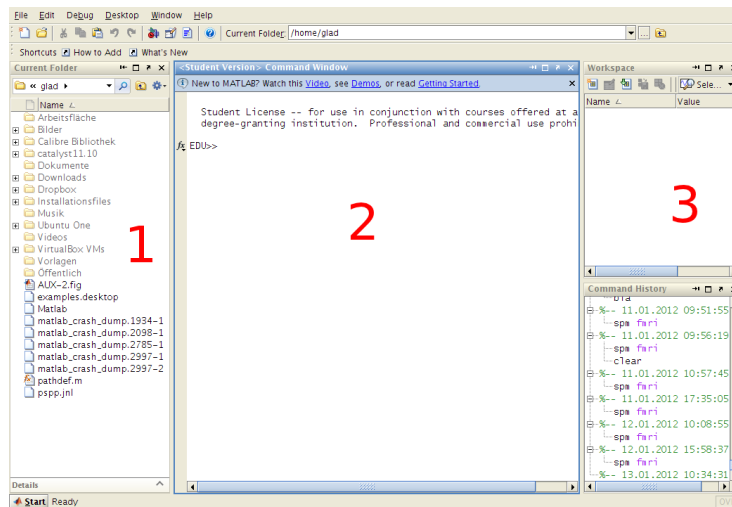 File Edit Debug Desktop Window Help
Current Folder: /home/glad
Shortcuts How to Add What's New
Current Folder
« glad
Name
Arbeitsfläche
Bilder
Calibre Bibliothek
catalyst11.10
Dokumente
Downloads
Dropbox
Installationsfiles
Musik
Ubuntu One
Videos
VirtualBox VMs
Vorlagen
Öffentlich
AUX-2.fig
examples.desktop
Matlab
matlab_crash_dump.1934-1
matlab_crash_dump.2098-1
matlab_crash_dump.2785-1
matlab_crash_dump.2997-1
matlab_crash_dump.2997-2
pathdef.m
pspp.jnl
Details
1
<Student Version> Command Window
New to MATLAB? Watch this Video, see Demos, or read Getting Started.
Student License -- for use in conjunction with courses offered at a
degree-granting institution. Professional and commercial use prohi
fx EDU>>
2
Workspace
Sele...
Name Value
3
Command History
bla
%-- 11.01.2012 09:51:55
spm fmri
%-- 11.01.2012 09:56:19
spm fmri
clear
%-- 11.01.2012 10:57:45
spm fmri
%-- 11.01.2012 17:35:05
spm fmri
%-- 12.01.2012 10:08:55
spm fmri
%-- 12.01.2012 15:58:37
spm fmri
%-- 13.01.2012 10:34:31
Start Ready